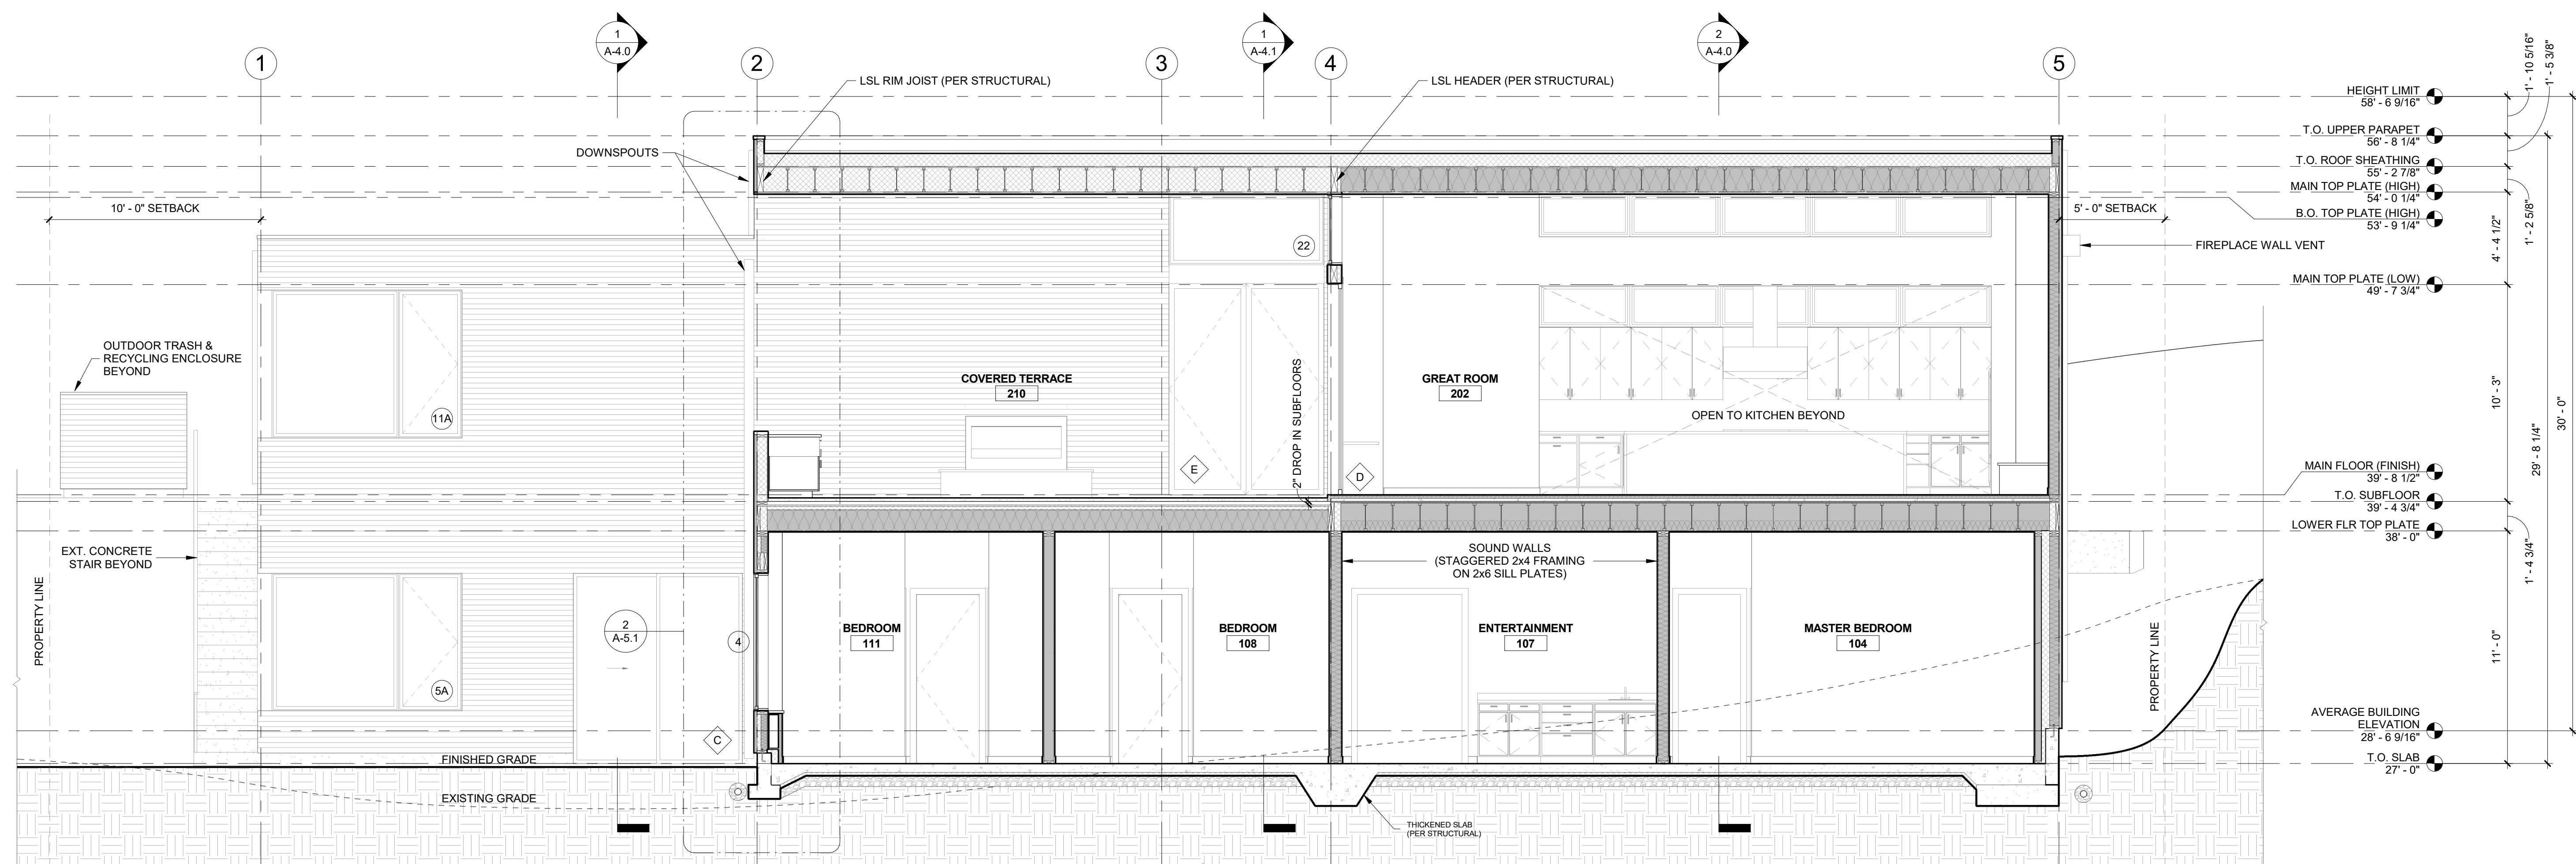 1
A-4.0
1
A-4.1
2
A-4.0
1
2
3
4
5
LSL RIM JOIST (PER STRUCTURAL)
LSL HEADER (PER STRUCTURAL)
DOWNSPOUTS
10' - 0" SETBACK
5' - 0" SETBACK
HEIGHT LIMIT
58' - 6 9/16"
T.O. UPPER PARAPET
56' - 8 1/4"
T.O. ROOF SHEATHING
55' - 2 7/8"
MAIN TOP PLATE (HIGH)
54' - 0 1/4"
B.O. TOP PLATE (HIGH)
53' - 9 1/4"
FIREPLACE WALL VENT
MAIN TOP PLATE (LOW)
49' - 7 3/4"
MAIN FLOOR (FINISH)
39' - 8 1/2"
T.O. SUBFLOOR
39' - 4 3/4"
LOWER FLR TOP PLATE
38' - 0"
AVERAGE BUILDING
ELEVATION
28' - 6 9/16"
T.O. SLAB
27' - 0"
1' - 10 5/16"
1' - 5 3/8"
1' - 2 5/8"
4' - 4 1/2"
10' - 3"
29' - 8 1/4"
30' - 0"
1' - 4 3/4"
11' - 0"
22
OUTDOOR TRASH &
RECYCLING ENCLOSURE
BEYOND
11A
COVERED TERRACE
210
E
2" DROP IN SUBFLOORS
D
GREAT ROOM
202
OPEN TO KITCHEN BEYOND
EXT. CONCRETE
STAIR BEYOND
PROPERTY LINE
5A
2
A-5.1
4
C
BEDROOM
111
BEDROOM
108
SOUND WALLS
(STAGGERED 2x4 FRAMING
ON 2x6 SILL PLATES)
ENTERTAINMENT
107
MASTER BEDROOM
104
PROPERTY LINE
FINISHED GRADE
EXISTING GRADE
THICKENED SLAB
(PER STRUCTURAL)